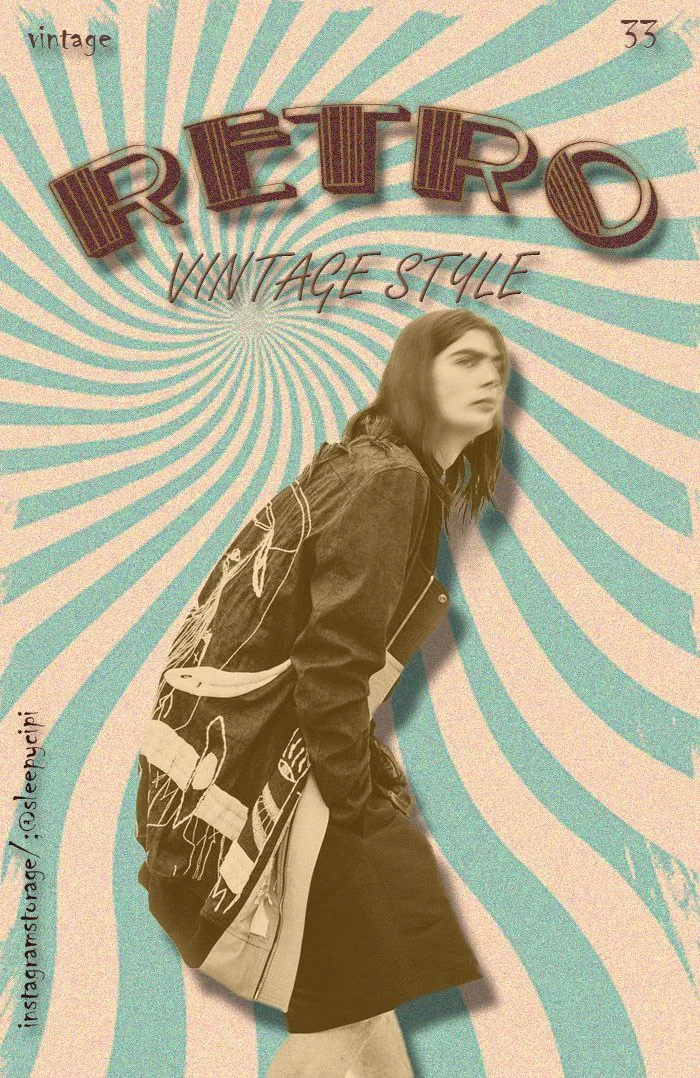 vintage
33
RETRO
VINTAGE STYLE
instagramstorage/;@sleepycipi